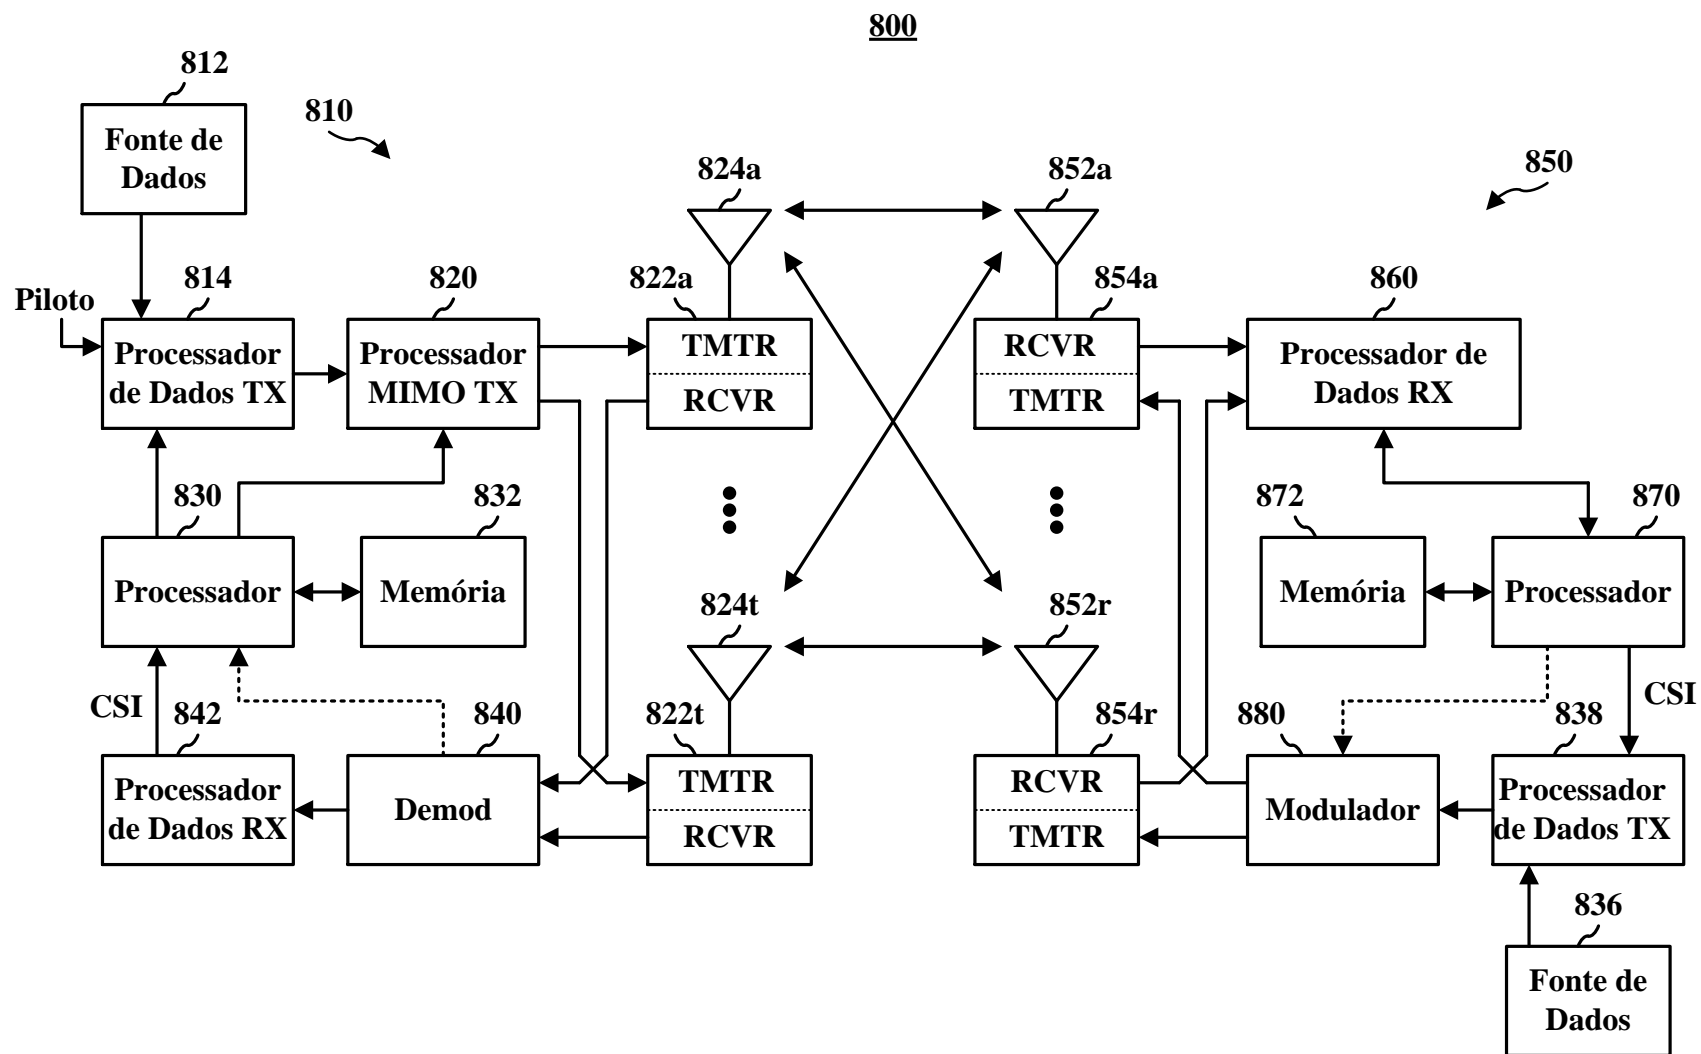 800
812
Fonte de
Dados
810
850
824a
852a
Piloto
814
820
822a
854a
860
Processador
de Dados TX
Processador
MIMO TX
TMTR
RCVR
RCVR
TMTR
Processador de
Dados RX
830
832
872
870
Processador
Memória
Memória
Processador
824t
852r
CSI
842
840
822t
854r
880
838
CSI
Processador
de Dados RX
Demod
TMTR
RCVR
RCVR
TMTR
Modulador
Processador
de Dados TX
836
Fonte de
Dados